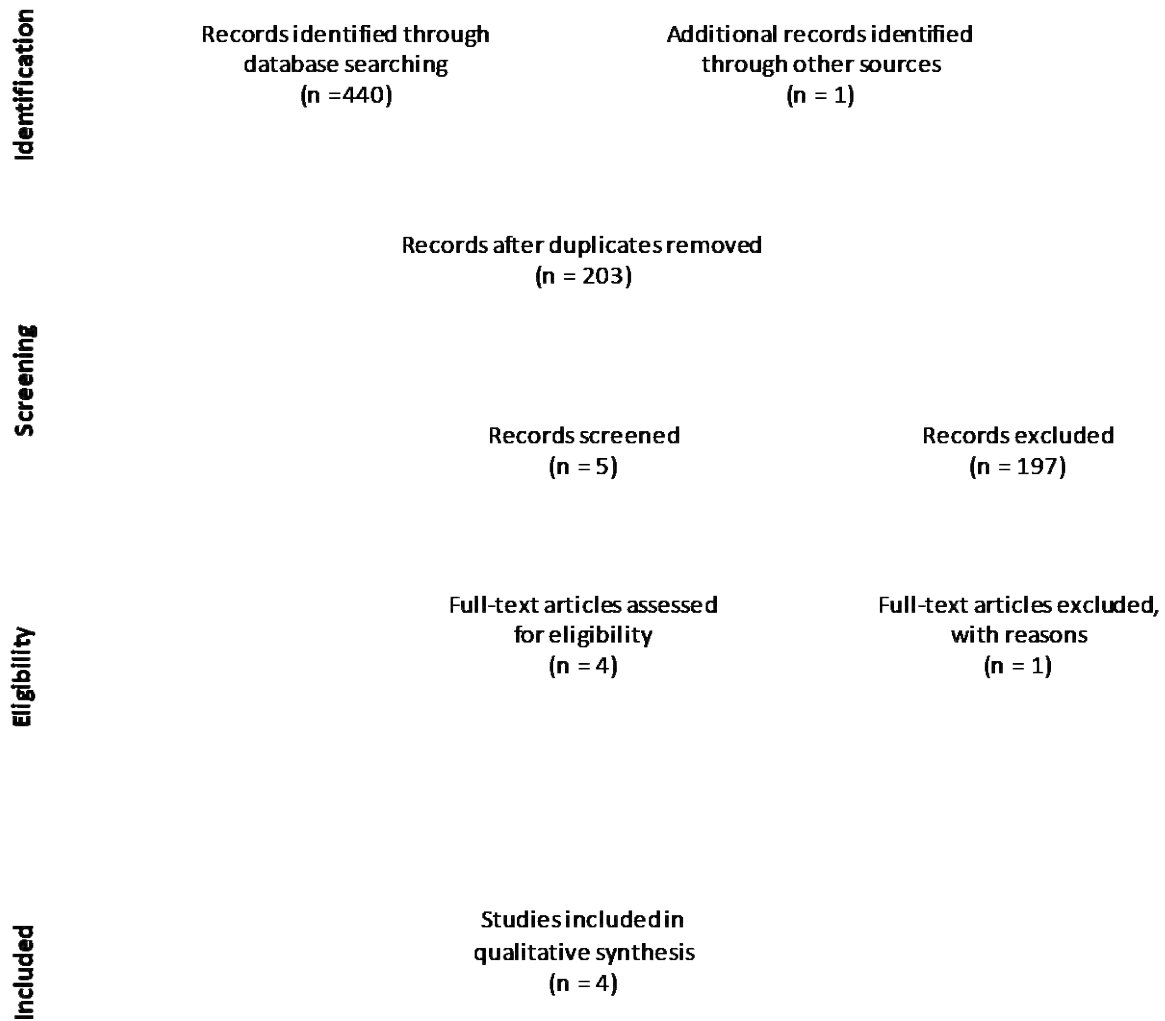 Identification
Records identified through
database searching
(n =440)
Additional records identified
through other sources
(n = 1)
Records after duplicates removed
(n = 203)
Screening
Records screened
(n = 5)
Records excluded
(n = 197)
Eligibility
Full-text articles assessed
for eligibility
(n = 4)
Full-text articles excluded,
with reasons
(n = 1)
Included
Studies included in
qualitative synthesis
(n = 4)